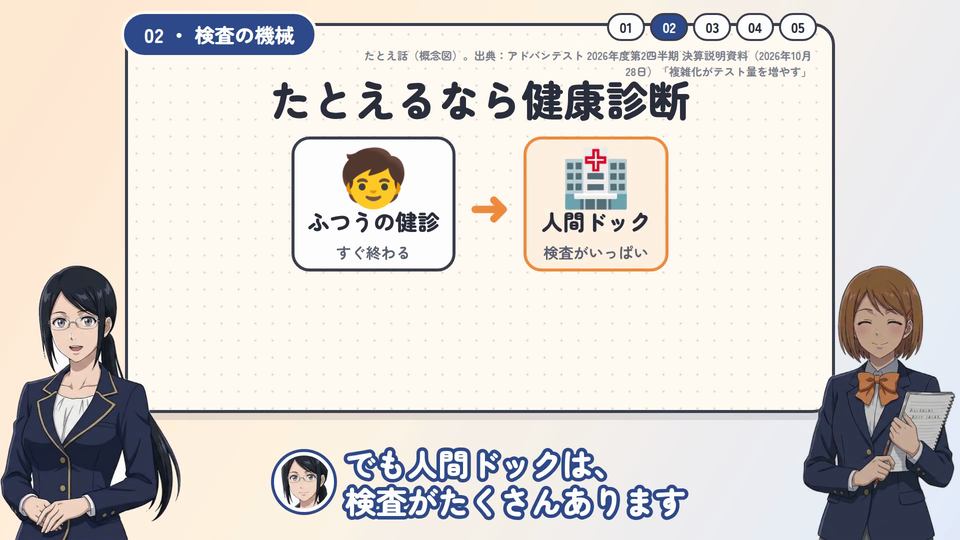 02 ・ 検査の機械
01 02 03 04 05
たとえ話（概念図）。出典：アドバンテスト 2026年度第2四半期 決算説明資料（2026年10月
28日）「複雑化がテスト量を増やす」
たとえるなら健康診断
ふつうの健診
すぐ終わる
人間ドック
検査がいっぱい
でも人間ドックは、
検査がたくさんあります